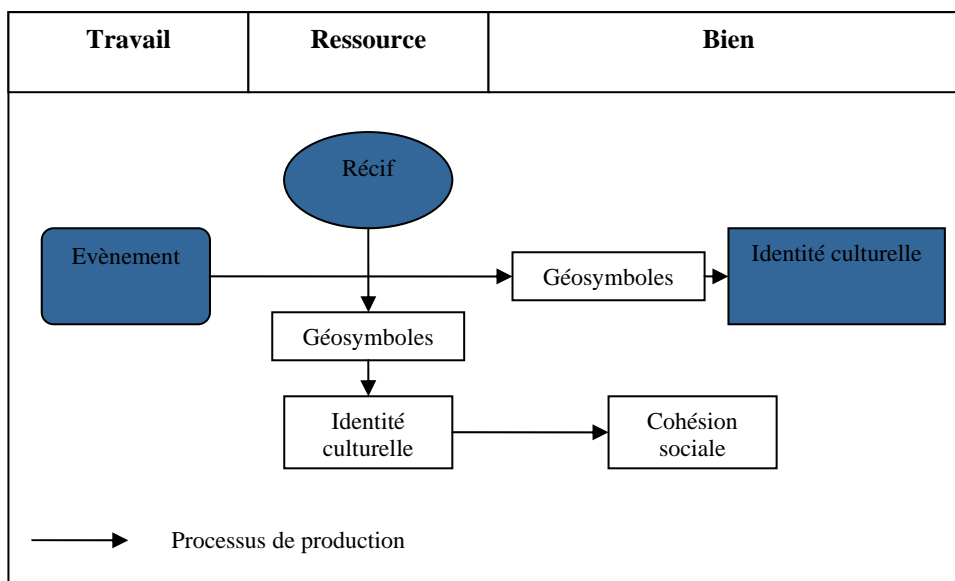 Travail
Ressource
Bien
Récif
Evènement
Géosymboles
Identité culturelle
Géosymboles
Identité
culturelle
Cohésion
sociale
Processus de production